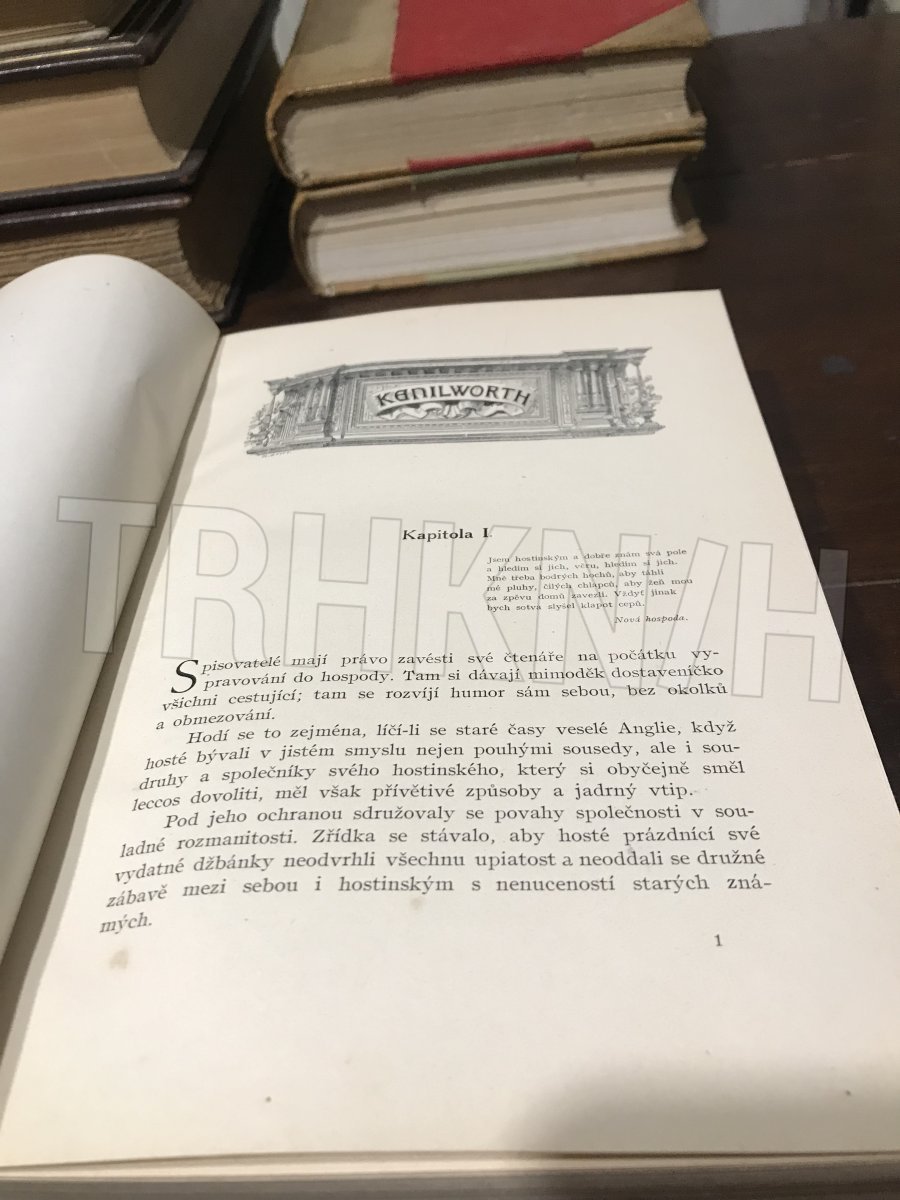 KENILWORTH
Kapitola I.
Jsem hostinským a dobře znám svá pole
a hledím si jich, věru, hledím si jich.
Mně třeba bodrých hochů, aby táhli
mé pluhy, čilých chlapců, aby žeň mou
za zpěvu domů zavezli. Vždyť jinak
bych sotva slyšel klapot cepů.
Nová hospoda.
Spisovatelé mají právo zavésti své čtenáře na počátku vy-
pravování do hospody. Tam si dávají mimoděk dostaveníčko
všichni cestující; tam se rozvíjí humor sám sebou, bez okolků
a obmezování.
Hodí se to zejména, líčí-li se staré časy veselé Anglie, když
hosté bývali v jistém smyslu nejen pouhými sousedy, ale i sou-
druhy a společníky svého hostinského, který si obyčejně směl
leccos dovoliti, měl však přívětivé způsoby a jadrný vtip.
Pod jeho ochranou sdružovaly se povahy společnosti v sou-
ladné rozmanitosti. Zřídka se stávalo, aby hosté prázdnící své
vydatné džbánky neodvrhli všechnu upiatost a neoddali se družné
zábavě mezi sebou i hostinským s nenuceností starých zná-
mých.
1
TRHKNIH